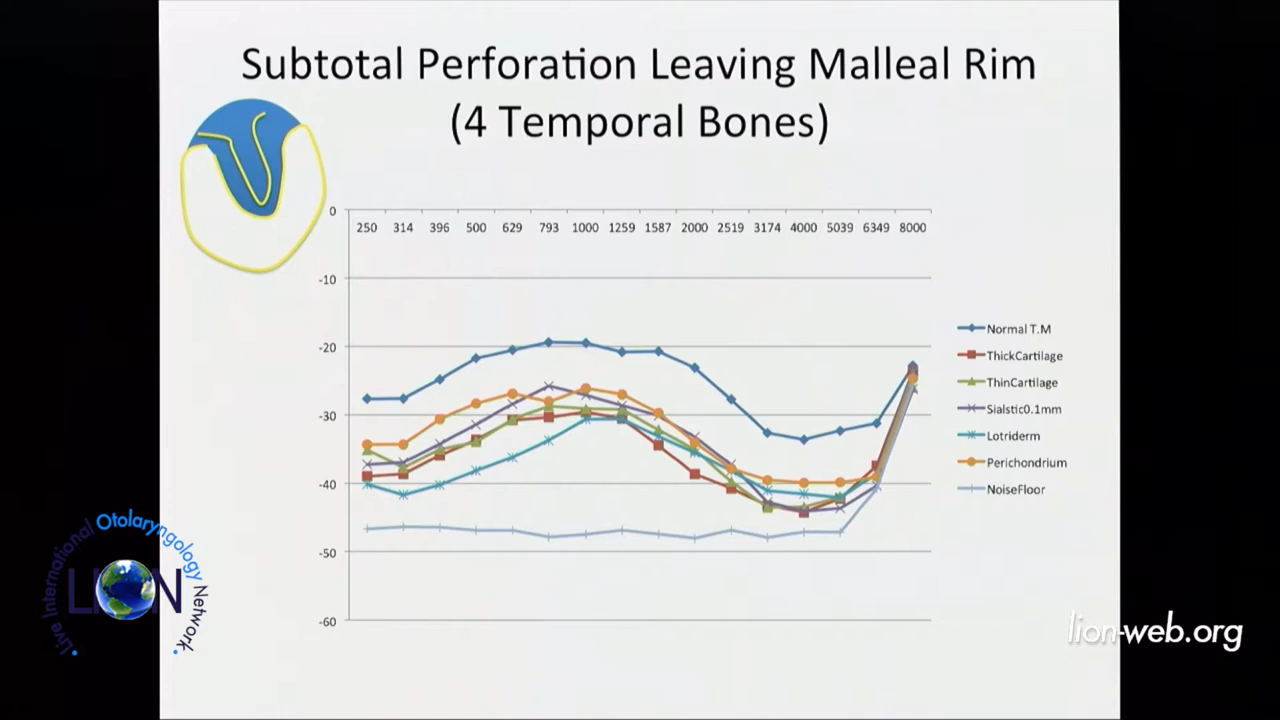 Subtotal Perforation Leaving Malleal Rim
(4 Temporal Bones)
0
250 314 396 500 629 793 1000 1259 1587 2000 2519 3174 4000 5039 6349 8000
-10
-20
-30
-40
-50
-60
Normal T.M
ThickCartilage
ThinCartilage
Sialstic0.1mm
Lotriderm
Perichondrium
NoiseFloor
Live International Otolaryngology Network
LION
lion-web.org